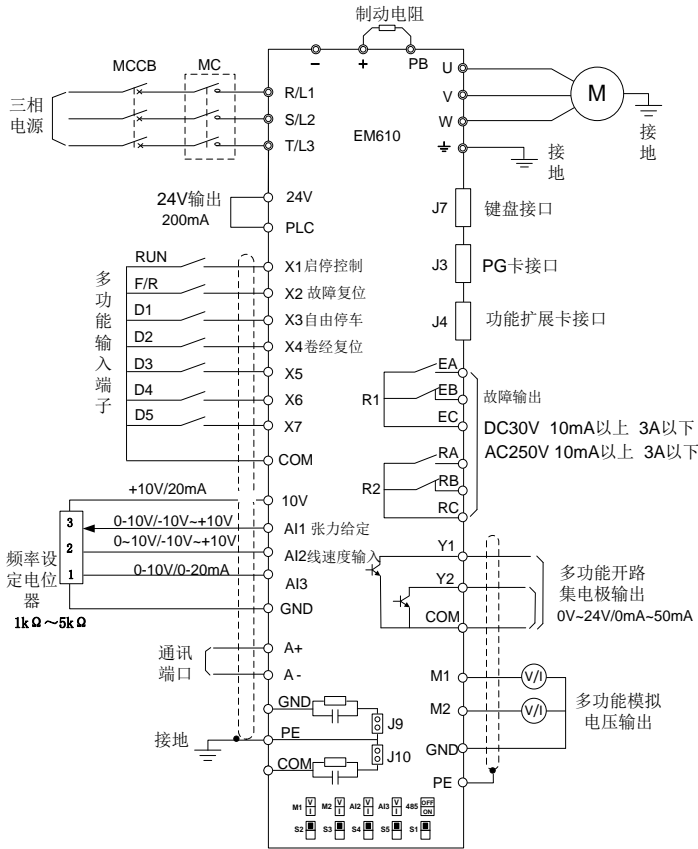 制动电阻
－
+
PB
MCCB
MC
三相
电源
R/L1
S/L2
T/L3
EM610
U
V
W
M
接
地
接
地
24V输出
200mA
24V
PLC
J7
键盘接口
J3
PG卡接口
J4
功能扩展卡接口
多
功
能
输
入
端
子
RUN
F/R
D1
D2
D3
D4
D5
X1启停控制
X2 故障复位
X3自由停车
X4卷经复位
X5
X6
X7
COM
R1
EA
EB
EC
故障输出
DC30V 10mA以上 3A以下
AC250V 10mA以上 3A以下
R2
RA
RB
RC
+10V/20mA
10V
3
0-10V/-10V~+10V
AI1 张力给定
2
0~10V/-10V~+10V
AI2线速度输入
1
0-10V/0-20mA
AI3
GND
频率设
定电位
器
1kΩ～5kΩ
Y1
Y2
COM
多功能开路
集电极输出
0V~24V/0mA~50mA
通讯
端口
A+
A -
M1
V/I
M2
V/I
GND
多功能模拟
电压输出
PE
GND
J9
PE
接地
COM
J10
M1 V I M2 V I AI2 V I AI3 V I 485 OFF ON
S2 S3 S4 S5 S1